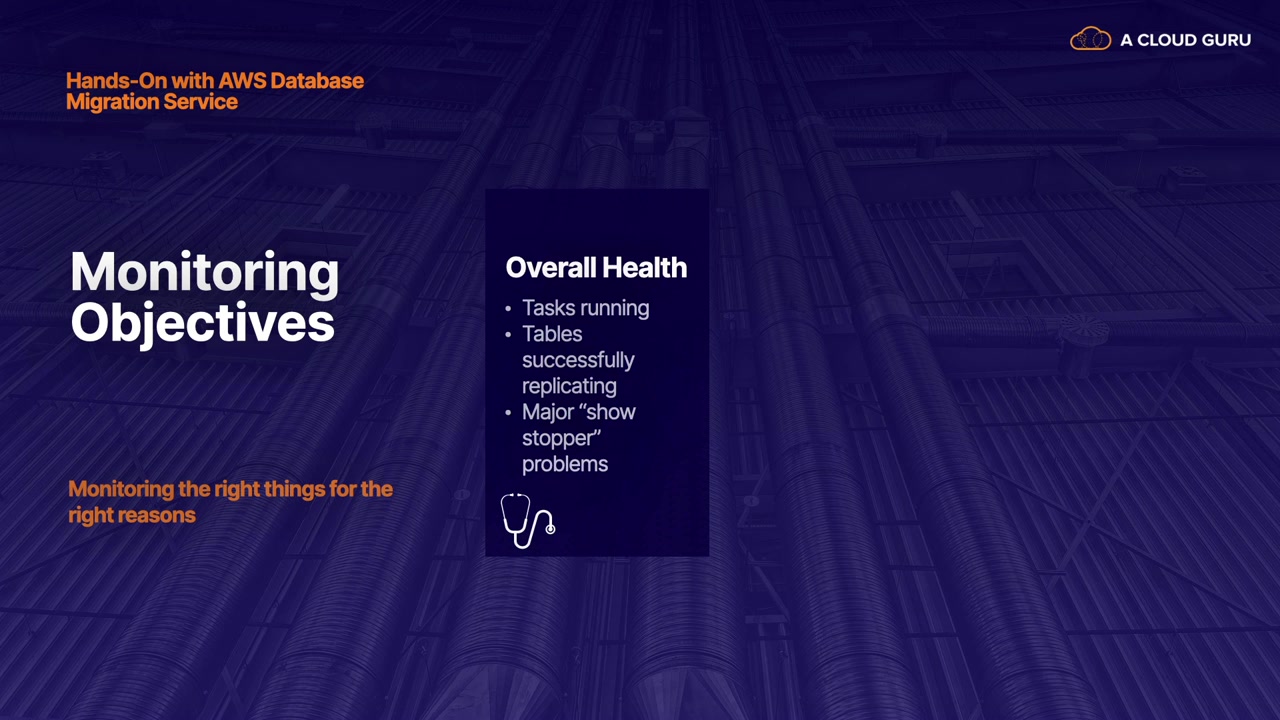 A CLOUD GURU
Hands-On with AWS Database
Migration Service
Monitoring
Objectives
Monitoring the right things for the
right reasons
Overall Health
• Tasks running
• Tables
successfully
replicating
• Major “show
stopper”
problems